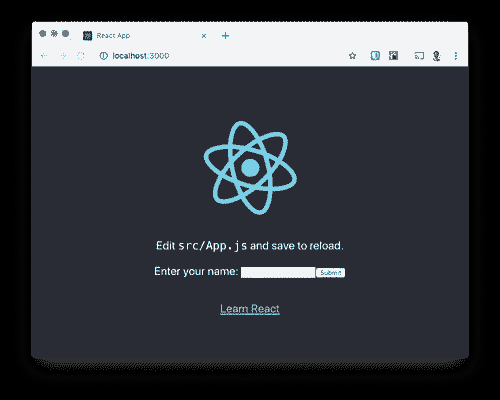 React App
localhost:3000
Edit src/App.js and save to reload.
Enter your name: Submit
Learn React